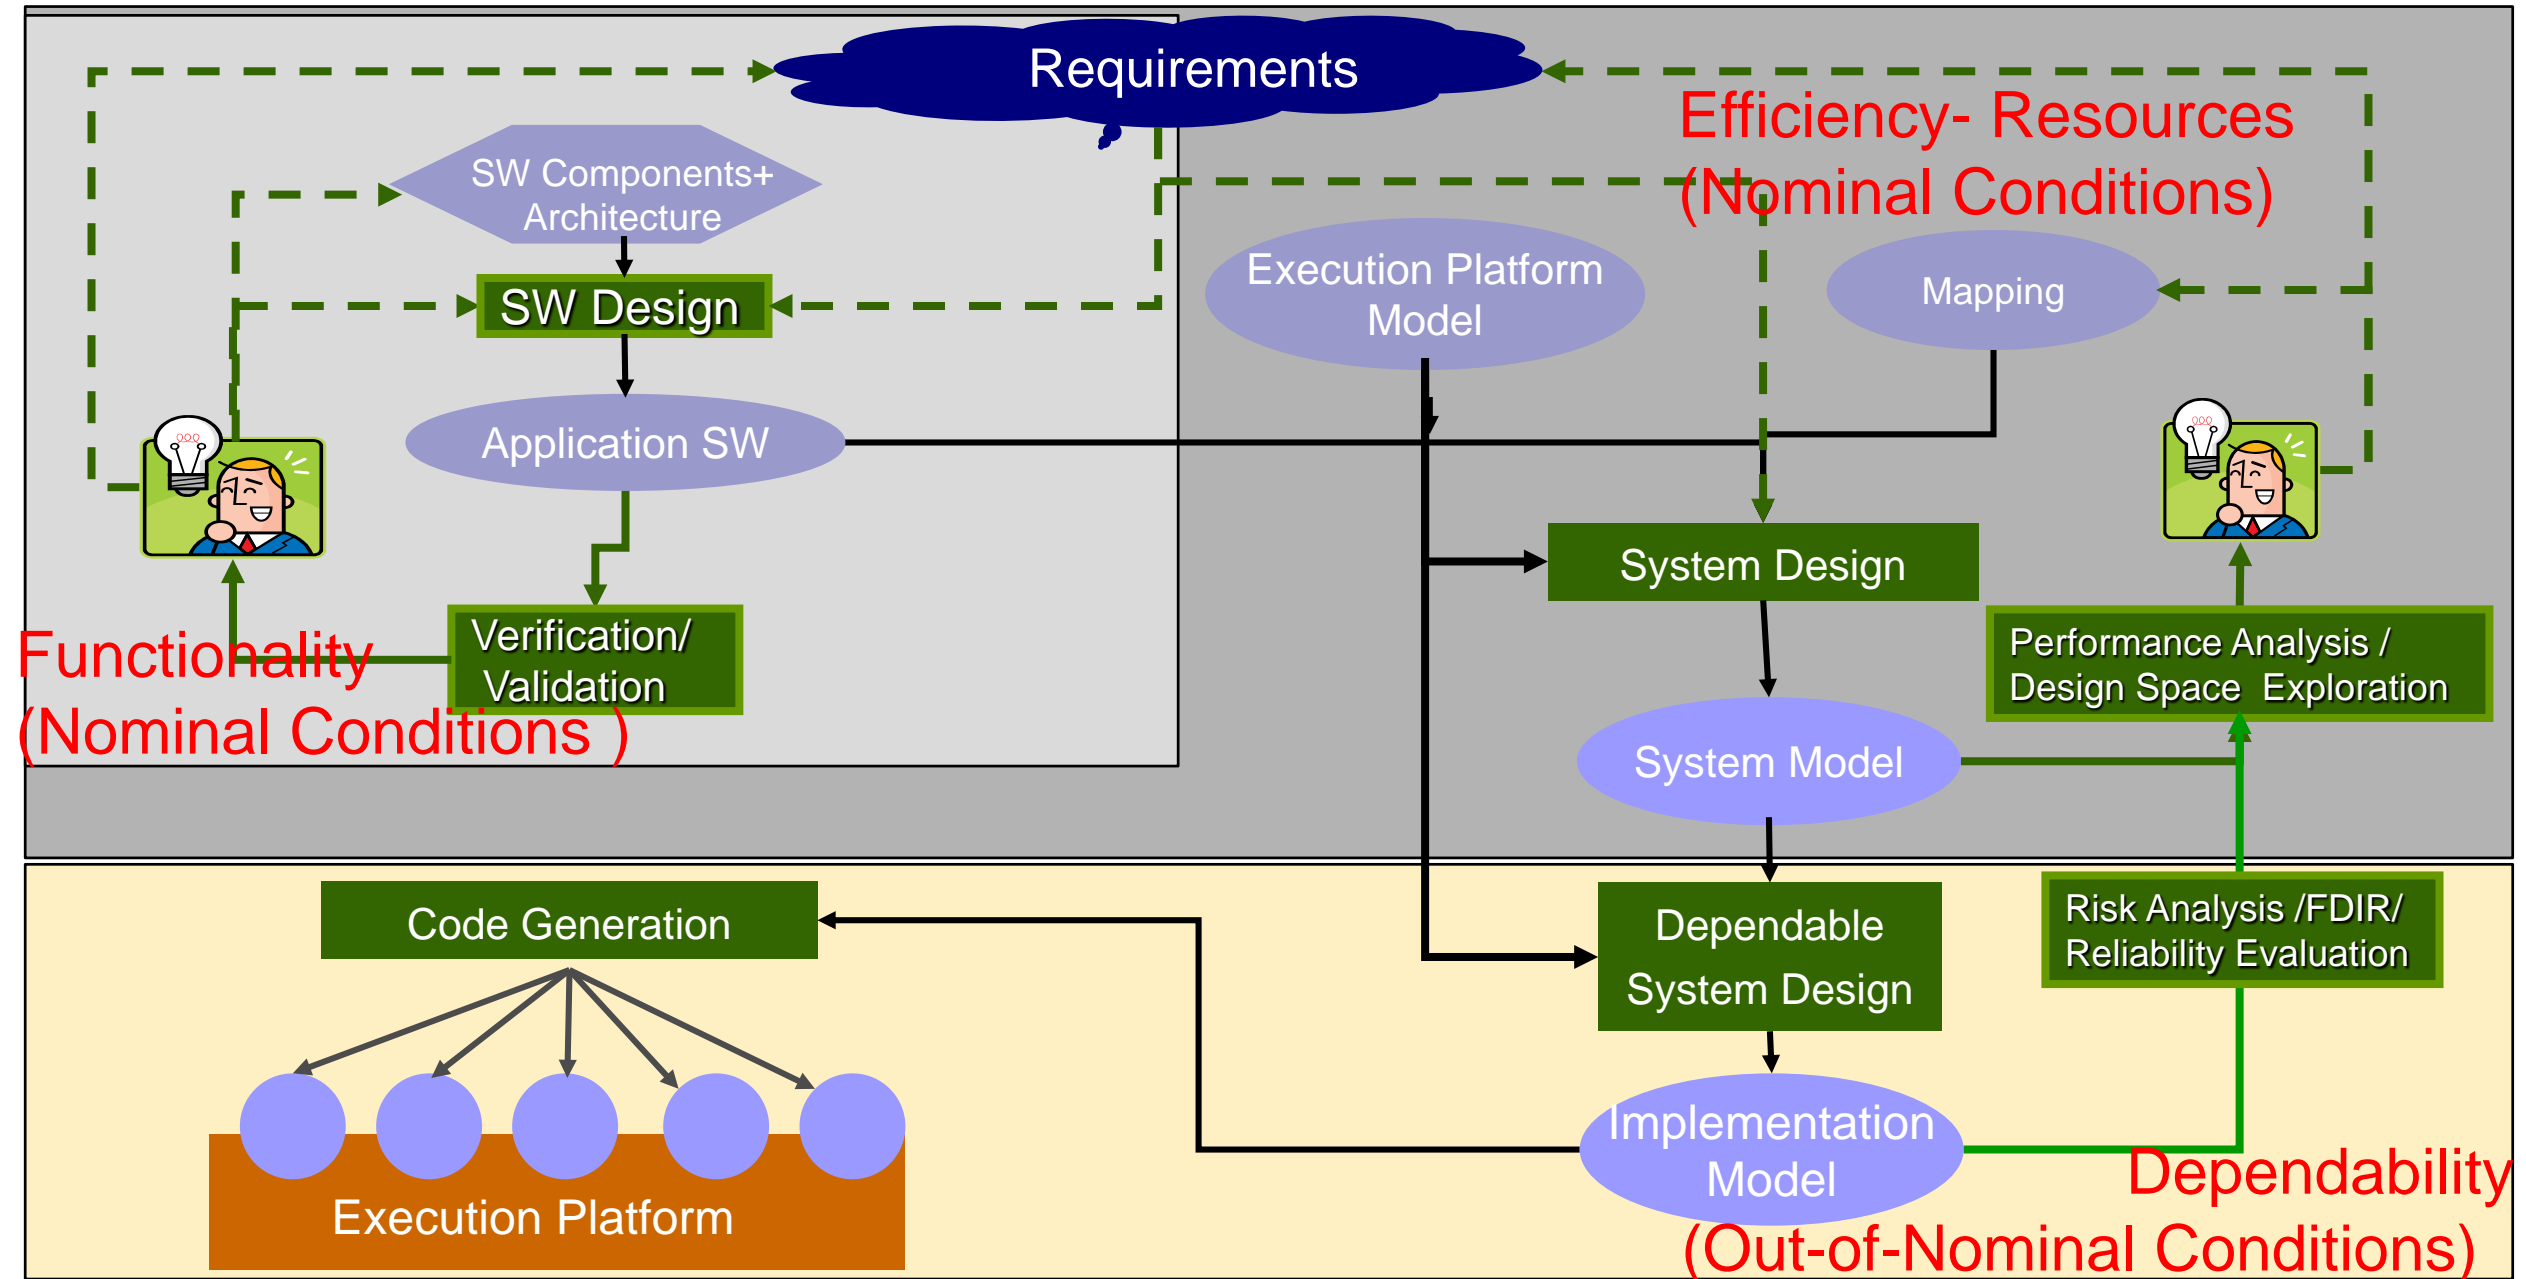 Requirements
Efficiency- Resources
(Nominal Conditions)
SW Components+
Architecture
SW Design
Execution Platform
Model
Mapping
Application SW
System Design
Verification/
Validation
Functionality
(Nominal Conditions )
Performance Analysis /
Design Space Exploration
System Model
Code Generation
Dependable
System Design
Risk Analysis /FDIR/
Reliability Evaluation
Implementation
Model
Execution Platform
Dependability
(Out-of-Nominal Conditions)